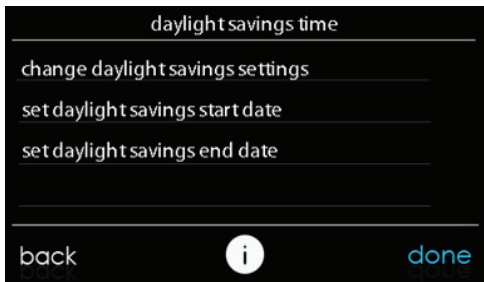 daylight savings time
change daylight savings settings
set daylight savings start date
set daylight savings end date
back i done